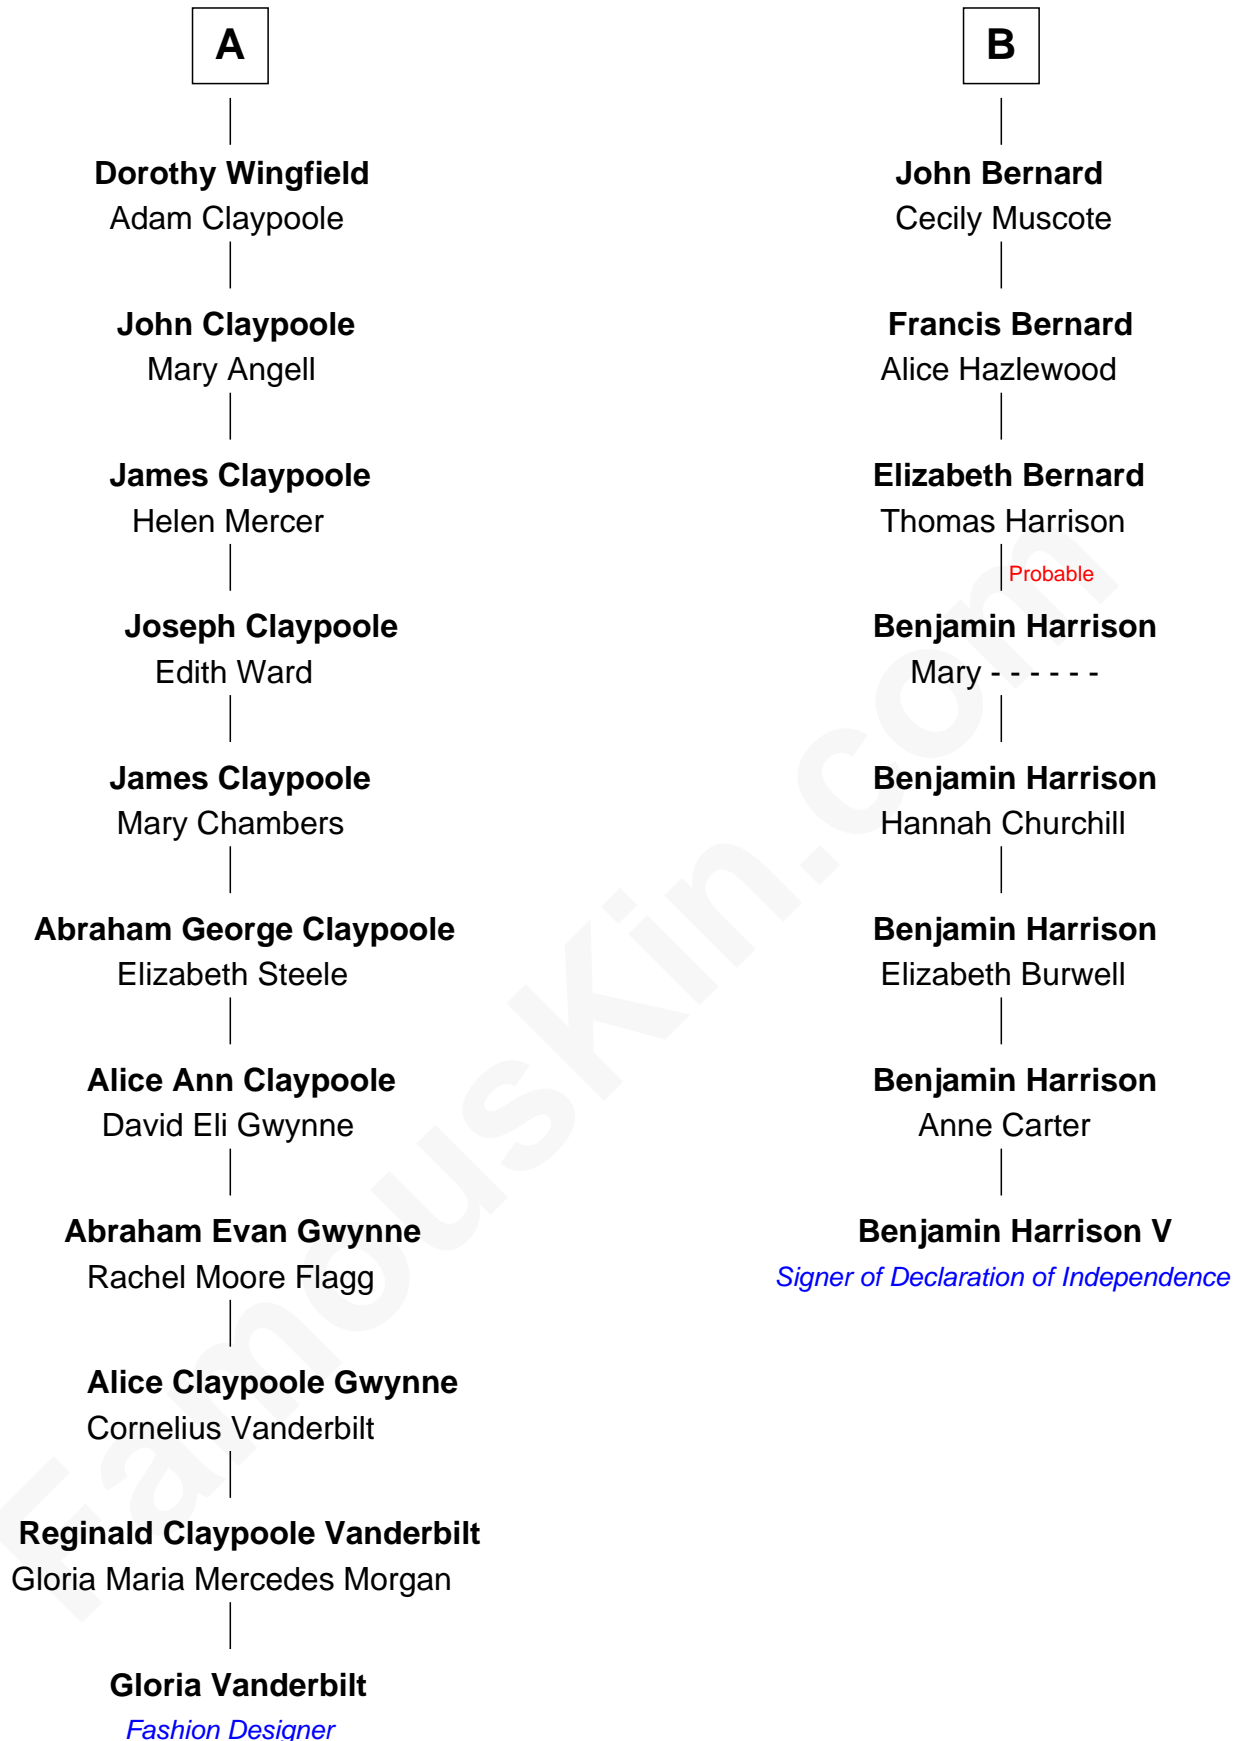 A
Dorothy Wingfield
Adam Claypoole
John Claypoole
Mary Angell
James Claypoole
Helen Mercer
Joseph Claypoole
Edith Ward
James Claypoole
Mary Chambers
Abraham George Claypoole
Elizabeth Steele
Alice Ann Claypoole
David Eli Gwynne
Abraham Evan Gwynne
Rachel Moore Flagg
Alice Claypoole Gwynne
Cornelius Vanderbilt
Reginald Claypoole Vanderbilt
Gloria Maria Mercedes Morgan
Gloria Vanderbilt
Fashion Designer
B
John Bernard
Cecily Muscote
Francis Bernard
Alice Hazlewood
Elizabeth Bernard
Thomas Harrison
Probable
Benjamin Harrison
Mary - - - - - -
Benjamin Harrison
Hannah Churchill
Benjamin Harrison
Elizabeth Burwell
Benjamin Harrison
Anne Carter
Benjamin Harrison V
Signer of Declaration of Independence
FamousKin.com